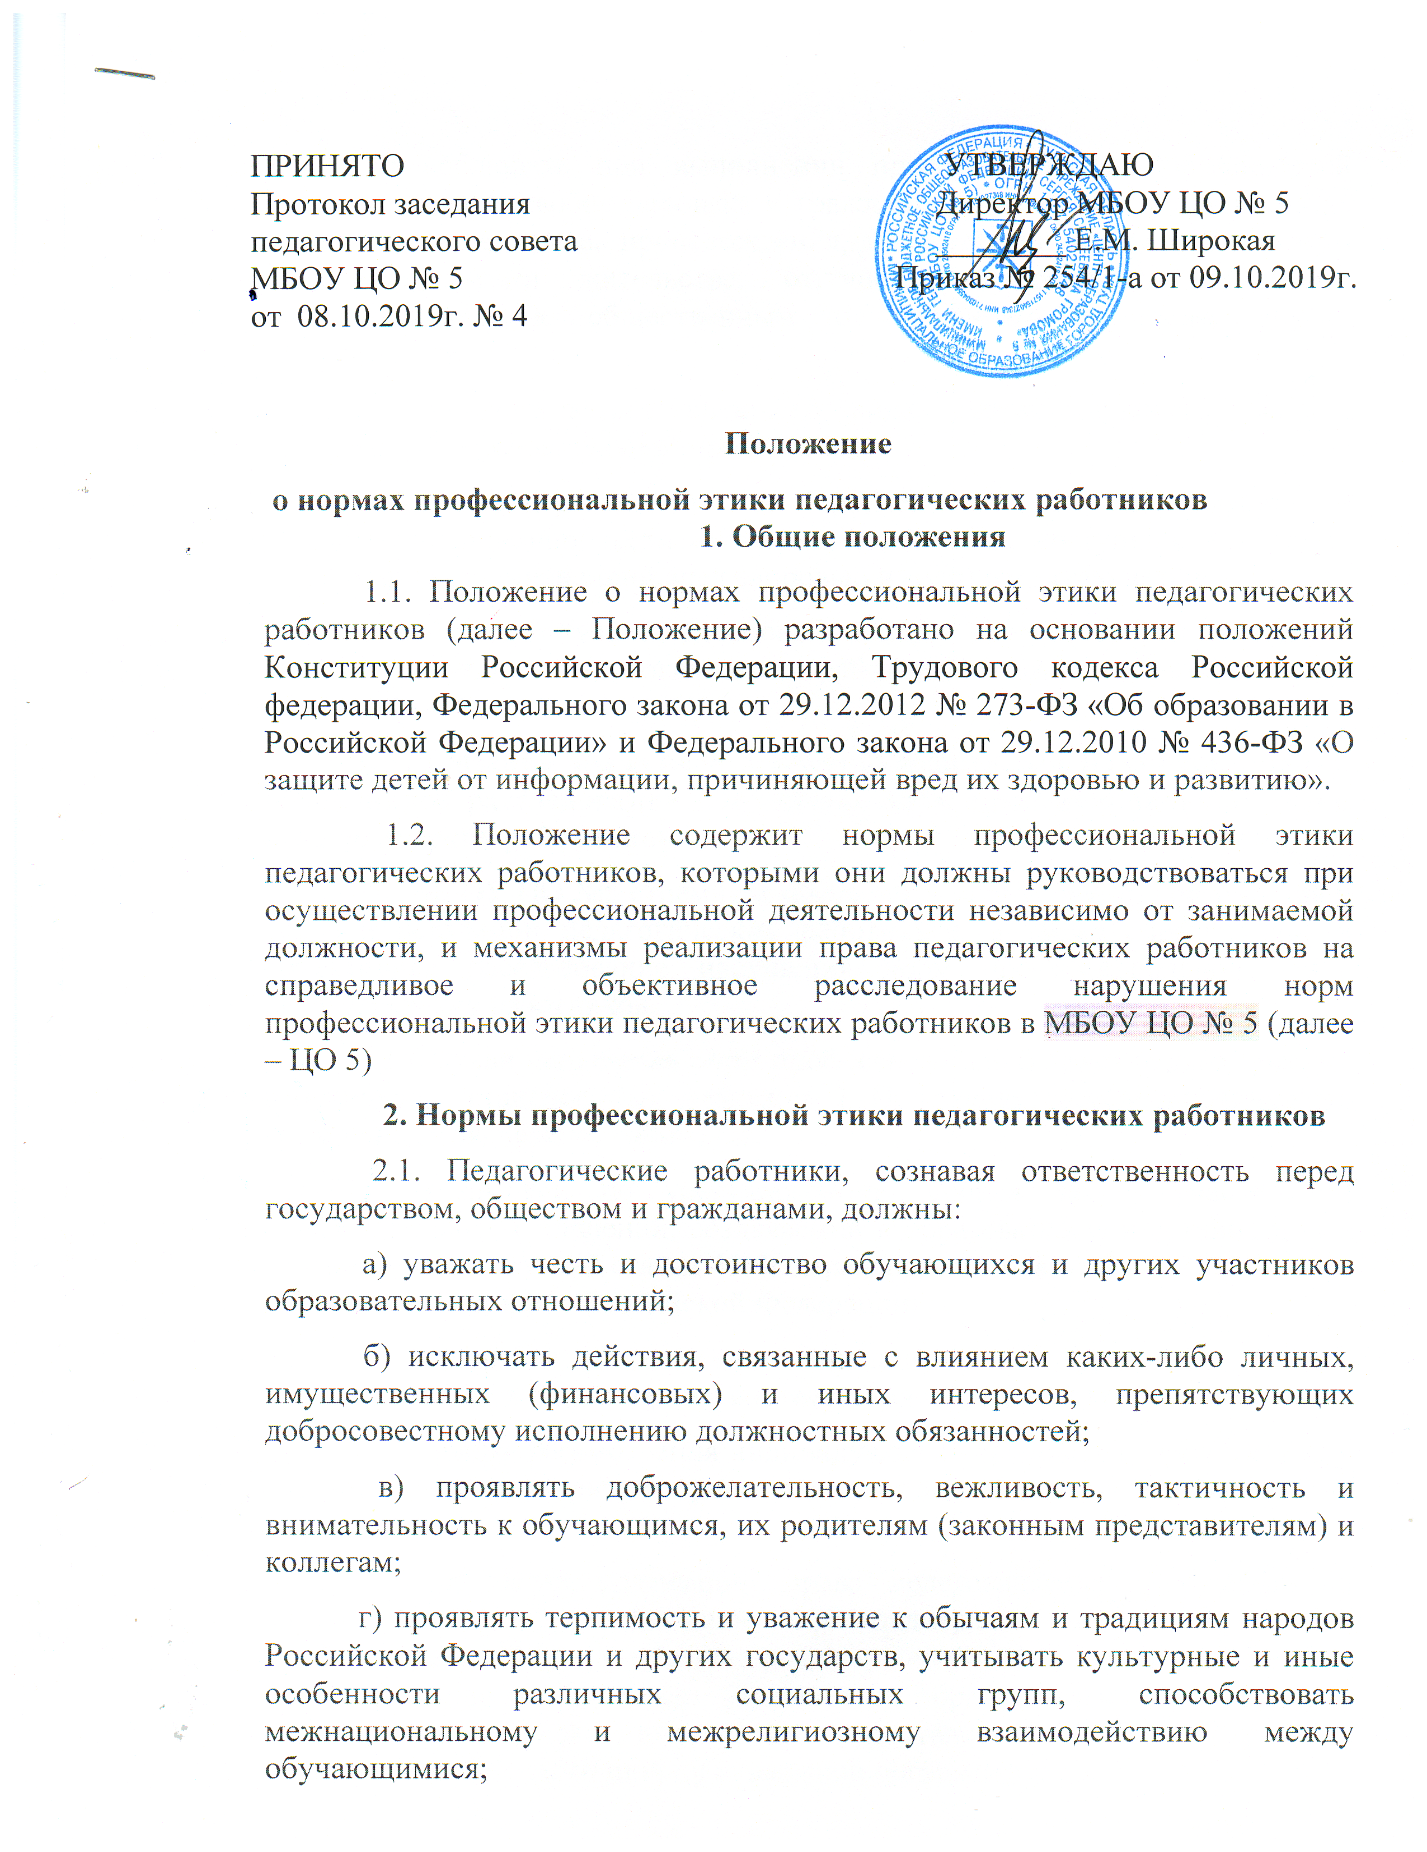 ПРИНЯТО
Протокол заседания
педагогического совета
МБОУ ЦО № 5
от 08.10.2019г. № 4
УТВЕРЖДАЮ
Директор МБОУ ЦО № 5
Е.М. Широкая
Приказ № 254/1-а от 09.10.2019г.
Положение
о нормах профессиональной этики педагогических работников
1. Общие положения
1.1. Положение о нормах профессиональной этики педагогических
работников (далее – Положение) разработано на основании положений
Конституции Российской Федерации, Трудового кодекса Российской
федерации, Федерального закона от 29.12.2012 № 273-ФЗ «Об образовании в
Российской Федерации» и Федерального закона от 29.12.2010 № 436-ФЗ «О
защите детей от информации, причиняющей вред их здоровью и развитию».
1.2. Положение содержит нормы профессиональной этики
педагогических работников, которыми они должны руководствоваться при
осуществлении профессиональной деятельности независимо от занимаемой
должности, и механизмы реализации права педагогических работников на
справедливое и объективное расследование нарушения норм
профессиональной этики педагогических работников в МБОУ ЦО № 5 (далее
– ЦО 5)
2. Нормы профессиональной этики педагогических работников
2.1. Педагогические работники, сознавая ответственность перед
государством, обществом и гражданами, должны:
а) уважать честь и достоинство обучающихся и других участников
образовательных отношений;
б) исключать действия, связанные с влиянием каких-либо личных,
имущественных (финансовых) и иных интересов, препятствующих
добросовестному исполнению должностных обязанностей;
в) проявлять доброжелательность, вежливость, тактичность и
внимательность к обучающимся, их родителям (законным представителям) и
коллегам;
г) проявлять терпимость и уважение к обычаям и традициям народов
Российской Федерации и других государств, учитывать культурные и иные
особенности различных социальных групп, способствовать
межнациональному и межрелигиозному взаимодействию между
обучающимися;